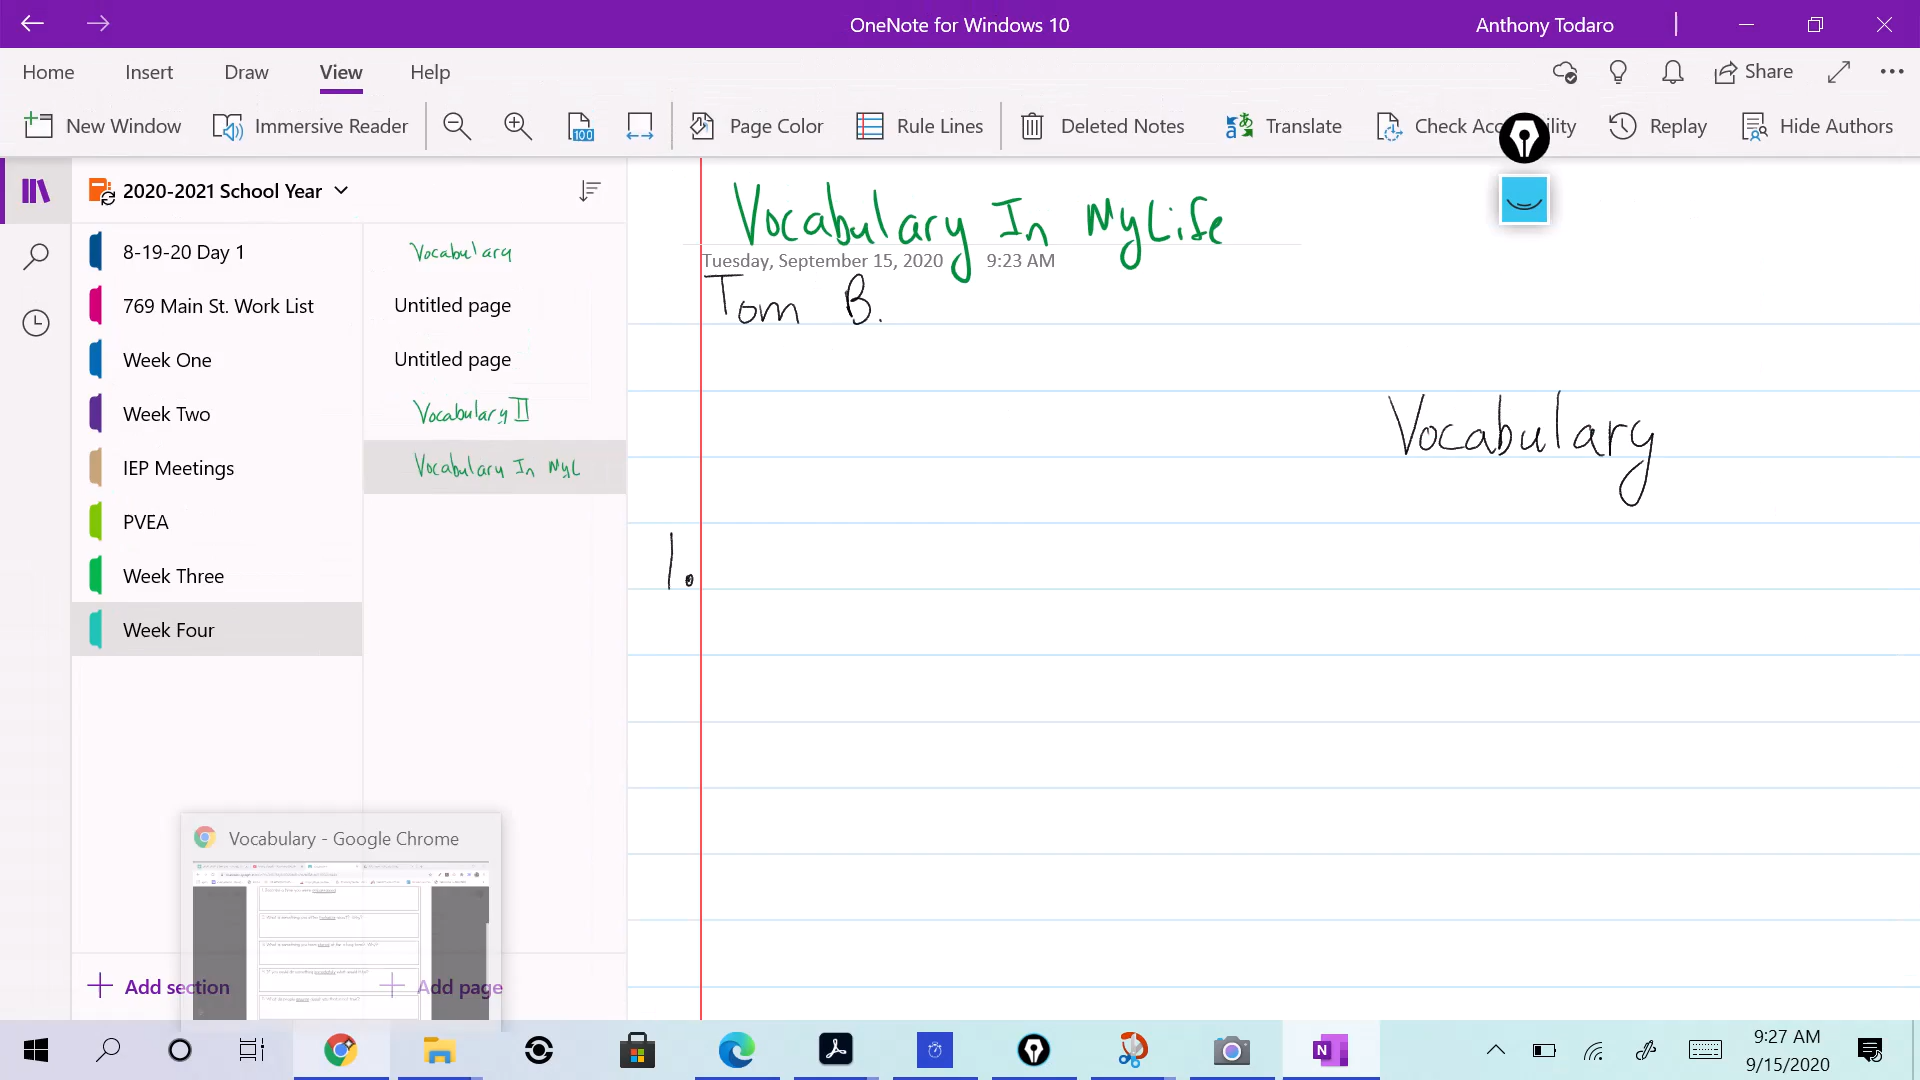 OneNote for Windows 10
Anthony Todaro
Home Insert Draw View Help
Share
New Window Immersive Reader Page Color Rule Lines Deleted Notes Translate Check Acc ility Replay Hide Authors
2020-2021 School Year
8-19-20 Day 1
769 Main St. Work List
Week One
Week Two
IEP Meetings
PVEA
Week Three
Week Four
Vocabulary
Untitled page
Untitled page
Vocabulary II
Vocabulary In MyL
Vocabulary In MyLife
Tuesday, September 15, 2020 9:23 AM
Tom B.
Vocabulary
1.
Vocabulary - Google Chrome
Add section
Add page
9:27 AM
9/15/2020